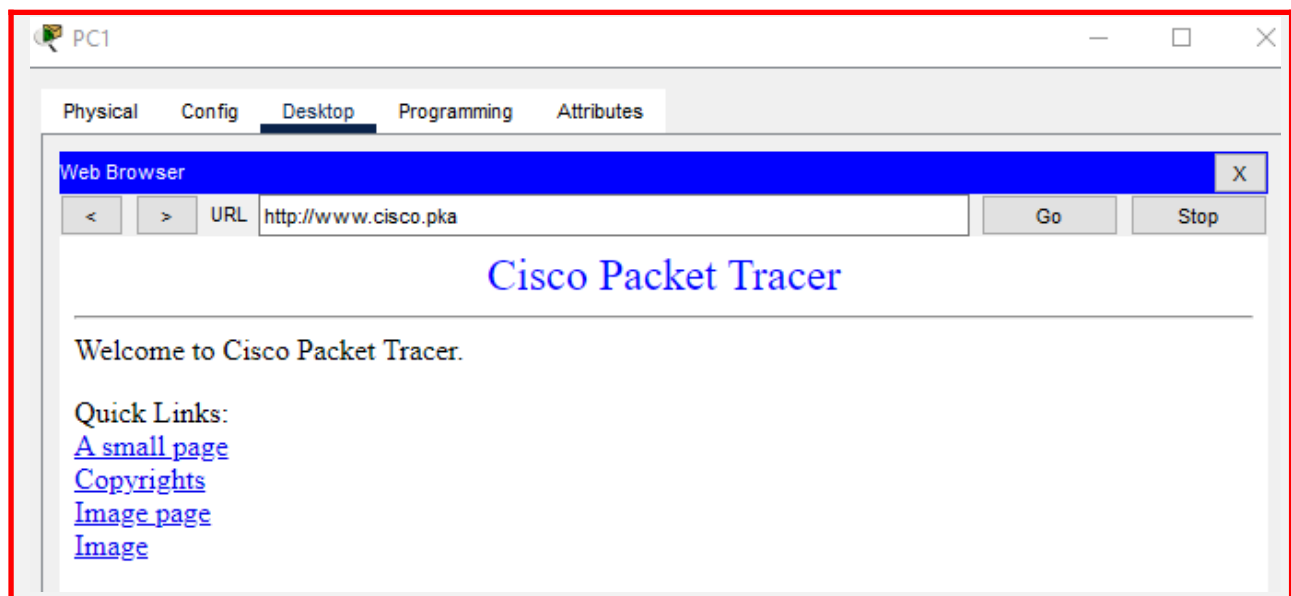 PC1
Physical Config Desktop Programming Attributes
Web Browser X
< > URL http://www.cisco.pka Go Stop
Cisco Packet Tracer
Welcome to Cisco Packet Tracer.
Quick Links:
A small page
Copyrights
Image page
Image